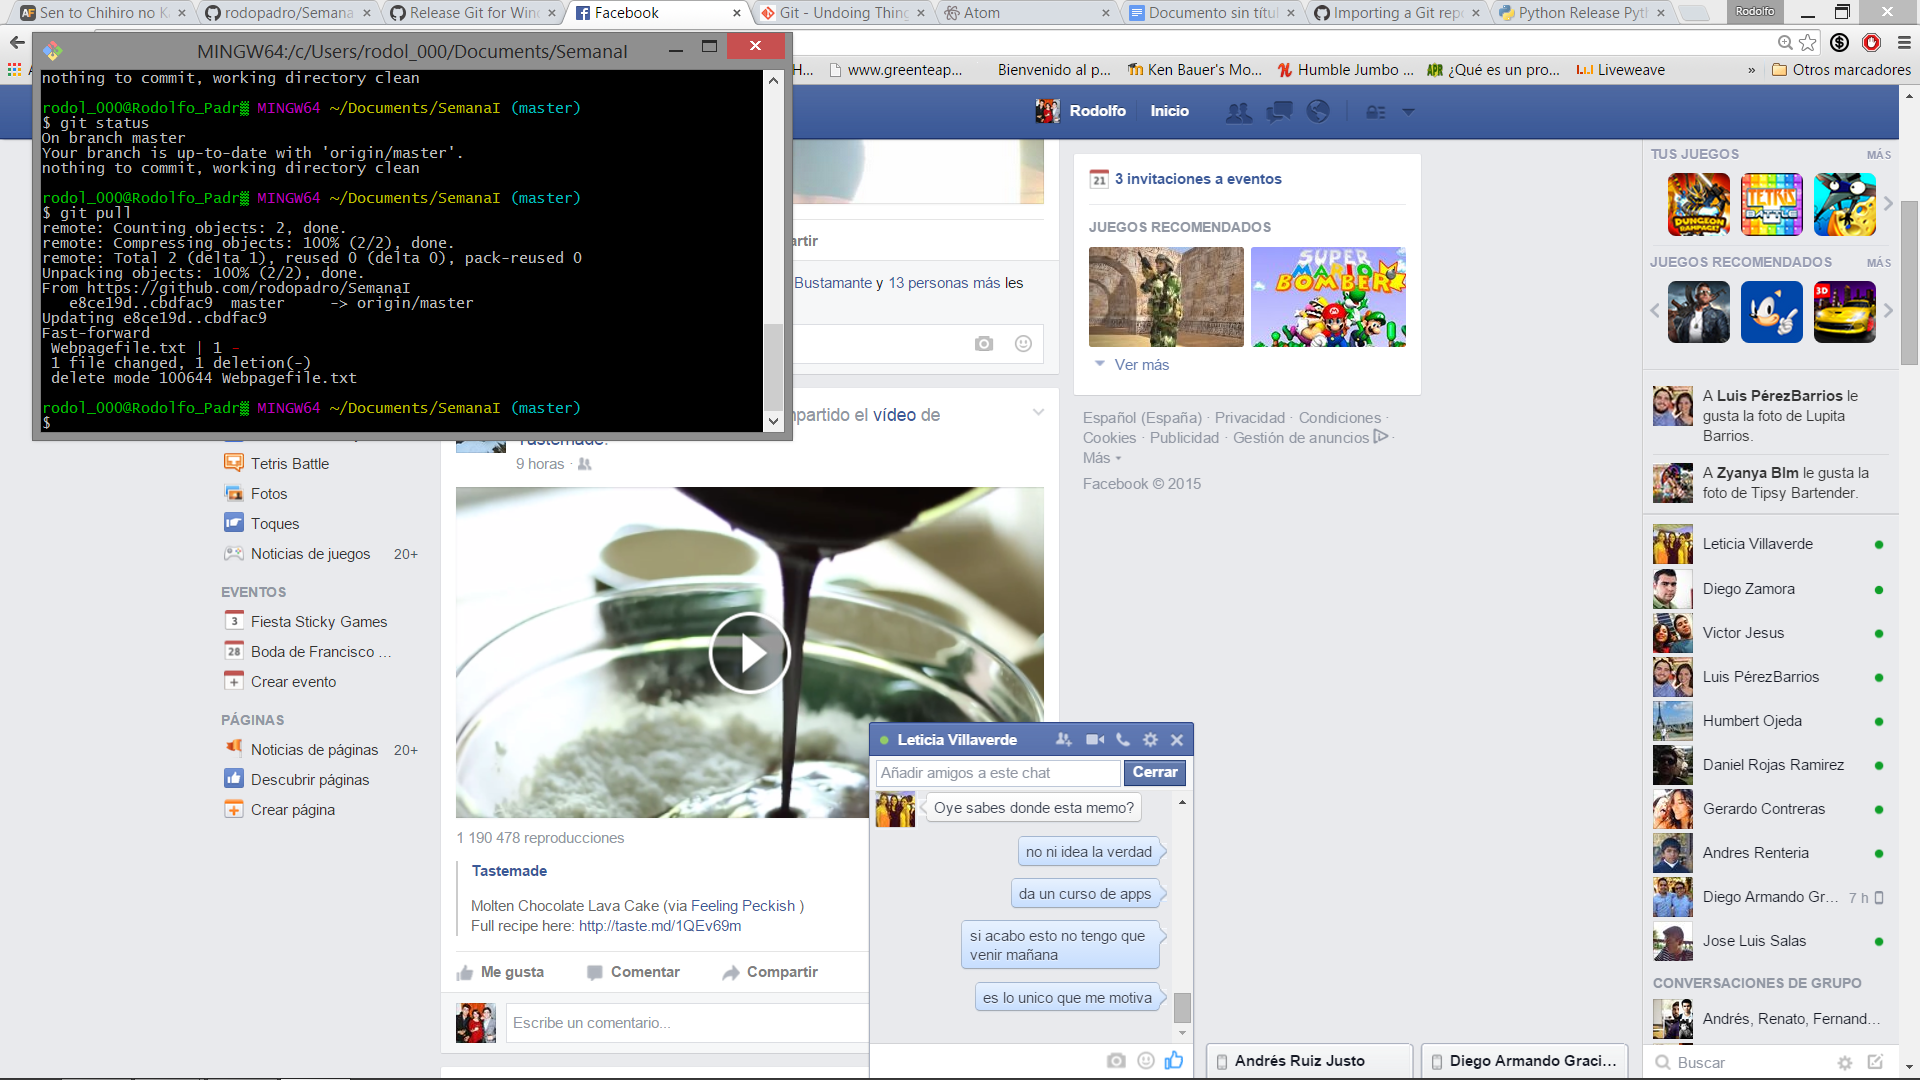 Sen to Chihiro no K
rodopadro/Semana
Release Git for Wind
Facebook
Git - Undoing Thing
Atom
Documento sin títul
Importing a Git repo
Python Release Pyt
Rodolfo
www.greenteap...
Bienvenido al p...
Ken Bauer's Mo...
Humble Jumbo ...
¿Qué es un pro...
Liveweave
»
Otros marcadores
MINGW64:/c/Users/rodol_000/Documents/SemanaI
nothing to commit, working directory clean
rodol_000@Rodolfo_Padr▒ MINGW64 ~/Documents/SemanaI (master)
$ git status
On branch master
Your branch is up-to-date with 'origin/master'.
nothing to commit, working directory clean
rodol_000@Rodolfo_Padr▒ MINGW64 ~/Documents/SemanaI (master)
$ git pull
remote: Counting objects: 2, done.
remote: Compressing objects: 100% (2/2), done.
remote: Total 2 (delta 1), reused 0 (delta 0), pack-reused 0
Unpacking objects: 100% (2/2), done.
From https://github.com/rodopadro/SemanaI
e8ce19d..cbdfac9  master     -> origin/master
Updating e8ce19d..cbdfac9
Fast-forward
Webpagefile.txt | 1 -
1 file changed, 1 deletion(-)
delete mode 100644 Webpagefile.txt
rodol_000@Rodolfo_Padr▒ MINGW64 ~/Documents/SemanaI (master)
$
Rodolfo
Inicio
artir
Bustamante y 13 personas más les
mpartido el vídeo de
Tastemade.
9 horas ·
Tetris Battle
Fotos
Toques
Noticias de juegos 20+
EVENTOS
3 Fiesta Sticky Games
28 Boda de Francisco ...
Crear evento
PÁGINAS
Noticias de páginas 20+
Descubrir páginas
Crear página
1 190 478 reproducciones
Tastemade
Molten Chocolate Lava Cake (via Feeling Peckish )
Full recipe here: http://taste.md/1QEv69m
Me gusta
Comentar
Compartir
Escribe un comentario...
21 3 invitaciones a eventos
JUEGOS RECOMENDADOS
SUPER
MARIO
BOMBER
Ver más
Español (España) · Privacidad · Condiciones ·
Cookies · Publicidad · Gestión de anuncios ·
Más
Facebook © 2015
Leticia Villaverde
Añadir amigos a este chat
Cerrar
Oye sabes donde esta memo?
no ni idea la verdad
da un curso de apps
si acabo esto no tengo que
venir mañana
es lo unico que me motiva
Andrés Ruiz Justo
Diego Armando Graci...
TUS JUEGOS
MÁS
DUNGEON
RAMPAGE
TETRIS
BATTLE
JUEGOS RECOMENDADOS
MÁS
3D
A Luis PérezBarrios le
gusta la foto de Lupita
Barrios.
A Zyanya Blm le gusta la
foto de Tipsy Bartender.
Leticia Villaverde
Diego Zamora
Victor Jesus
Luis PérezBarrios
Humbert Ojeda
Daniel Rojas Ramirez
Gerardo Contreras
Andres Renteria
Diego Armando Gr... 7 h
Jose Luis Salas
CONVERSACIONES DE GRUPO
Andrés, Renato, Fernand...
Buscar